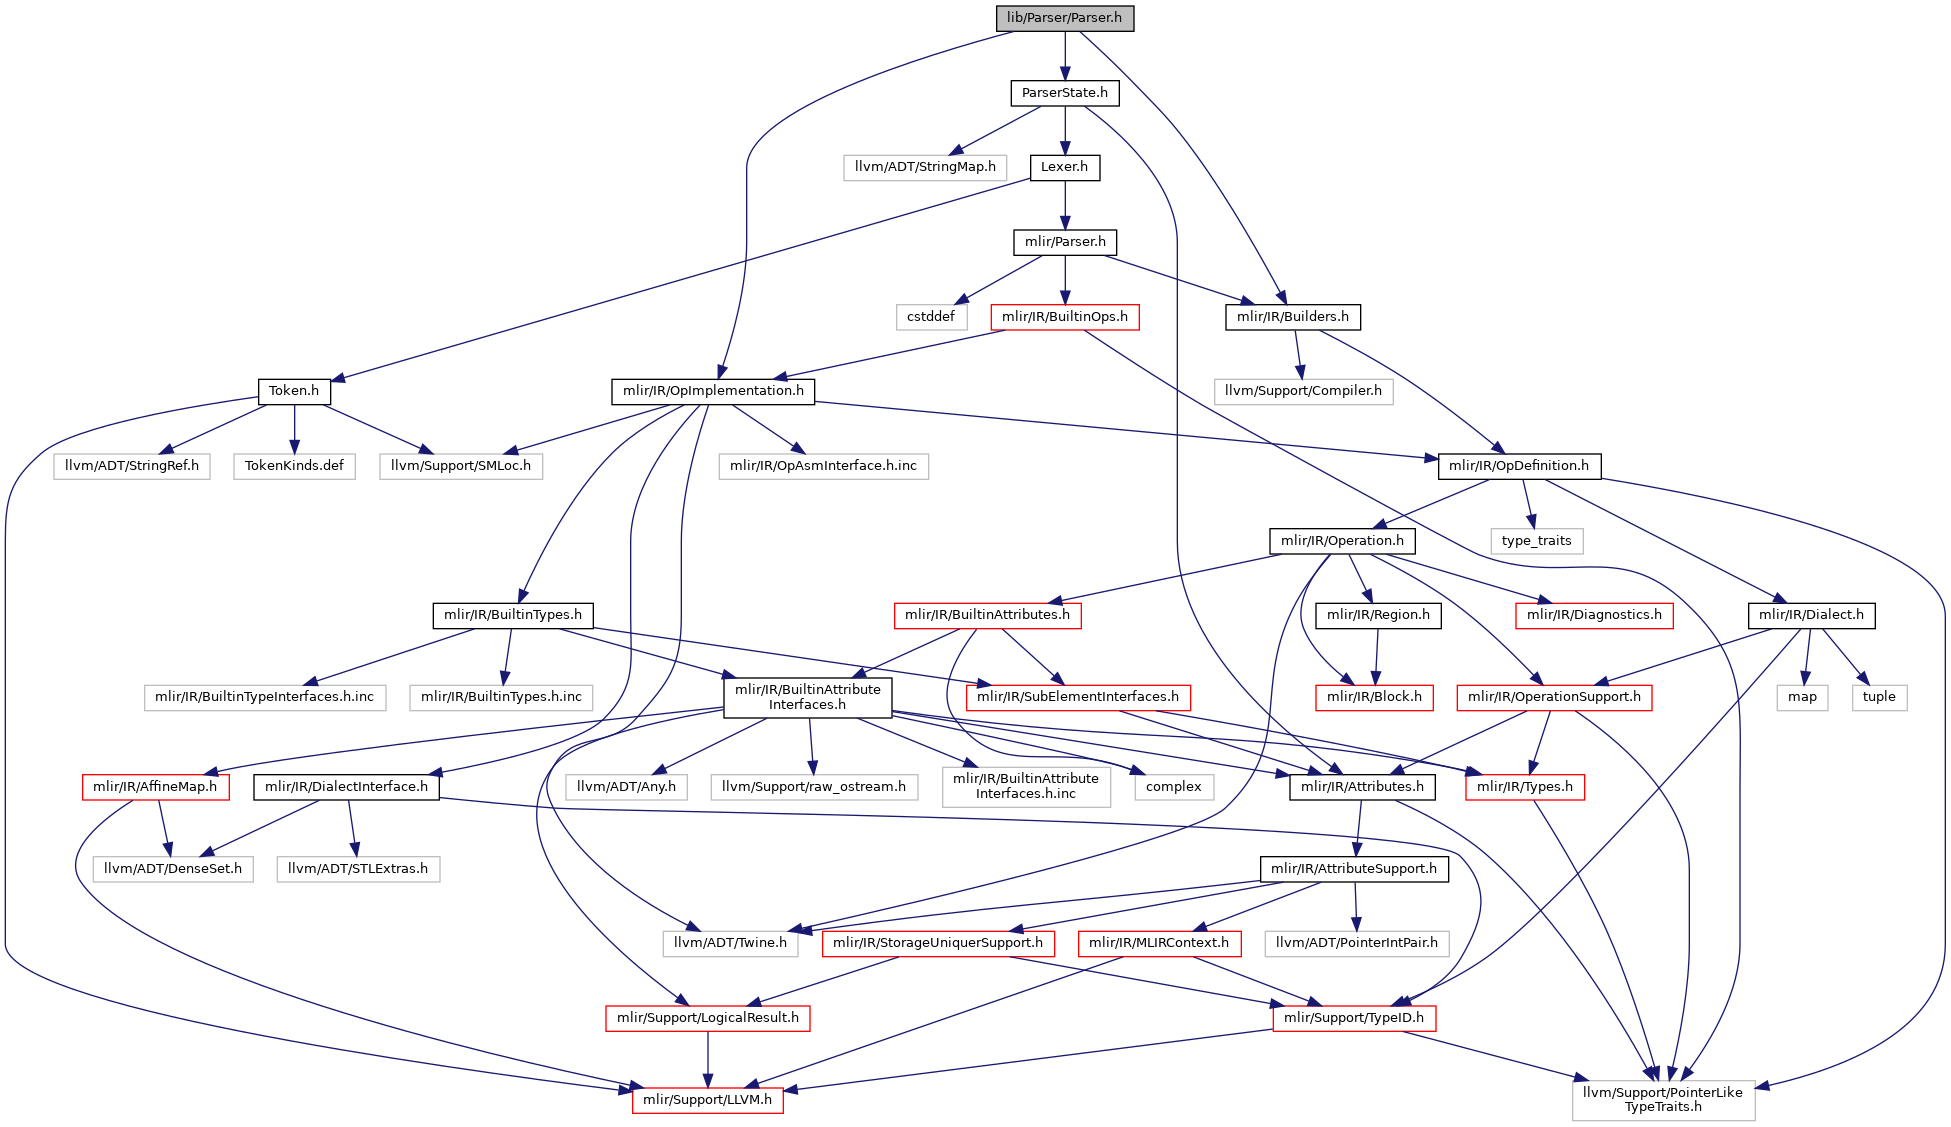 lib/Parser/Parser.h
ParserState.h
llvm/ADT/StringMap.h
Lexer.h
mlir/Parser.h
cstddef
mlir/IR/BuiltinOps.h
mlir/IR/Builders.h
Token.h
mlir/IR/OpImplementation.h
llvm/Support/Compiler.h
llvm/ADT/StringRef.h
TokenKinds.def
llvm/Support/SMLoc.h
mlir/IR/OpAsmInterface.h.inc
mlir/IR/OpDefinition.h
mlir/IR/Operation.h
type_traits
mlir/IR/BuiltinTypes.h
mlir/IR/BuiltinAttributes.h
mlir/IR/Region.h
mlir/IR/Diagnostics.h
mlir/IR/Dialect.h
mlir/IR/BuiltinTypeInterfaces.h.inc
mlir/IR/BuiltinTypes.h.inc
mlir/IR/BuiltinAttribute
Interfaces.h
mlir/IR/SubElementInterfaces.h
mlir/IR/Block.h
mlir/IR/OperationSupport.h
map
tuple
mlir/IR/AffineMap.h
mlir/IR/DialectInterface.h
llvm/ADT/Any.h
llvm/Support/raw_ostream.h
mlir/IR/BuiltinAttribute
Interfaces.h.inc
complex
mlir/IR/Attributes.h
mlir/IR/Types.h
llvm/ADT/DenseSet.h
llvm/ADT/STLExtras.h
mlir/IR/AttributeSupport.h
llvm/ADT/Twine.h
mlir/IR/StorageUniquerSupport.h
mlir/IR/MLIRContext.h
llvm/ADT/PointerIntPair.h
mlir/Support/LogicalResult.h
mlir/Support/TypeID.h
mlir/Support/LLVM.h
llvm/Support/PointerLike
TypeTraits.h